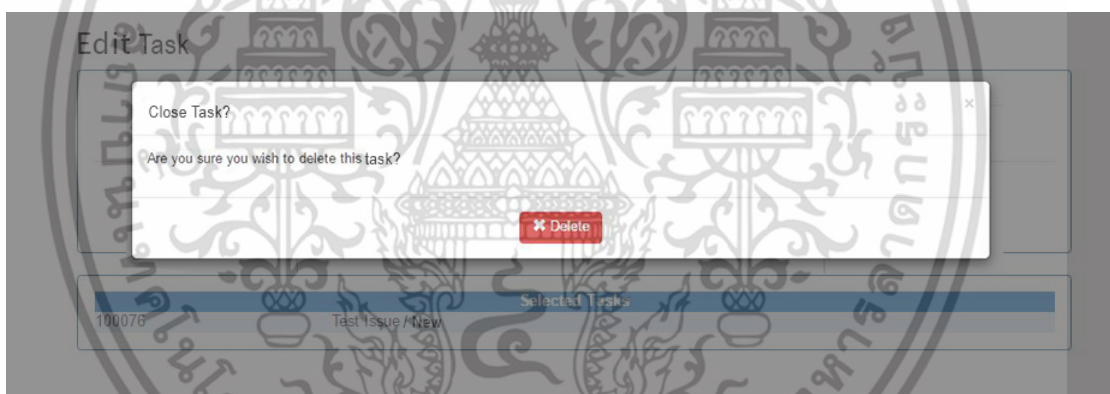 Edit Task
Close Task?
×
Are you sure you wish to delete this task?
✖ Delete
Selected Tasks
100076 Test Issue / New